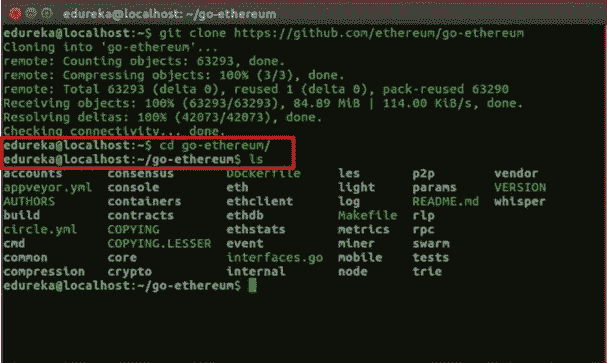 edureka@localhost: ~/go-ethereum
edureka@localhost:~$ git clone https://github.com/ethereum/go-ethereum
Cloning into 'go-ethereum'...
remote: Counting objects: 63293, done.
remote: Compressing objects: 100% (3/3), done.
remote: Total 63293 (delta 0), reused 1 (delta 0), pack-reused 63290
Receiving objects: 100% (63293/63293), 84.89 MiB | 114.00 KiB/s, done.
Resolving deltas: 100% (42073/42073), done.
Checking connectivity... done.
edureka@localhost:~$ cd go-ethereum/
edureka@localhost:~/go-ethereum$ ls
accounts consensus Dockerfile les p2p vendor
appveyor.yml console eth light params VERSION
AUTHORS containers ethclient log README.md whisper
build contracts ethdb Makefile rlp
circle.yml COPYING ethstats metrics rpc
cmd COPYING.LESSER event miner swarm
common core interfaces.go mobile tests
compression crypto internal node trie
edureka@localhost:~/go-ethereum$